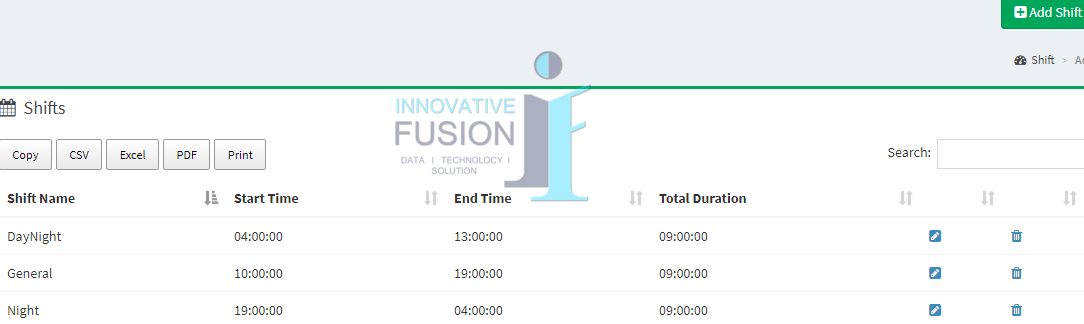 Add Shift
Shift >
Shifts
INNOVATIVE
FUSION
DATA | TECHNOLOGY |
SOLUTION
Copy CSV Excel PDF Print Search:
Shift Name Start Time End Time Total Duration
DayNight 04:00:00 13:00:00 09:00:00
General 10:00:00 19:00:00 09:00:00
Night 19:00:00 04:00:00 09:00:00